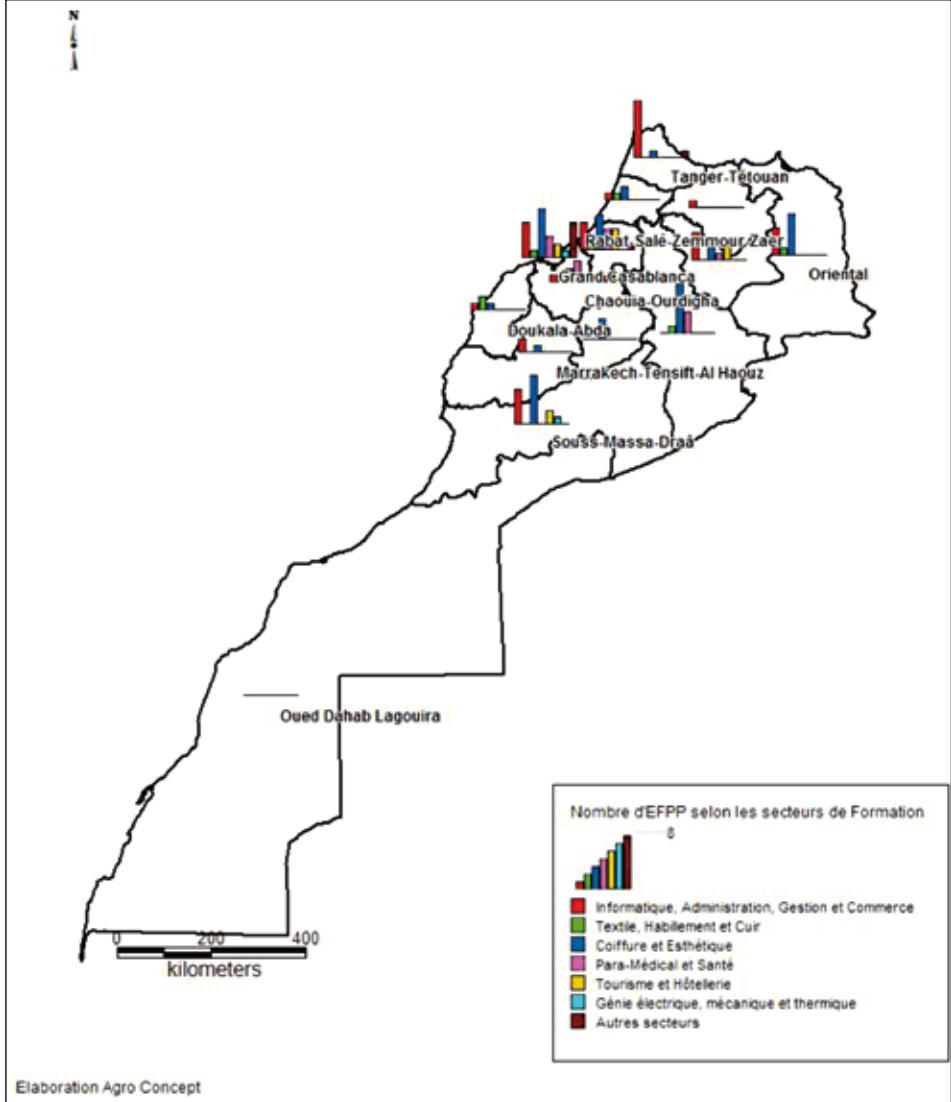 N
Tanger-Tétouan
Rabat-Salé-Zemmour-Zaer
Oriental
Grand Casablanca
Chaouia-Ourdigha
Doukala-Abda
Marrakech-Tensift-Al Haouz
Souss-Massa-Draâ
Oued Dahab Lagouira
Nombre d'EFPP selon les secteurs de Formation
8
Informatique, Administration, Gestion et Commerce
Textile, Habillement et Cuir
Coiffure et Esthétique
Para-Médical et Santé
Tourisme et Hôtellerie
Génie électrique, mécanique et thermique
Autres secteurs
0 200 400
kilometers
Elaboration Agro Concept